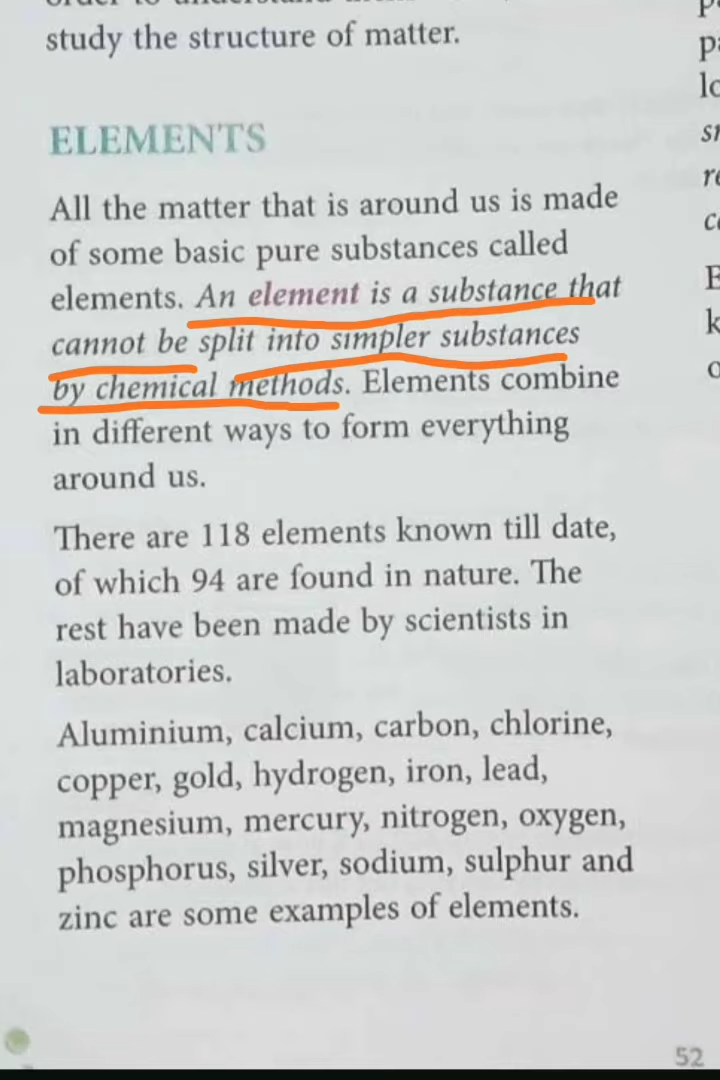 study the structure of matter.
ELEMENTS
All the matter that is around us is made
of some basic pure substances called
elements. An element is a substance that
cannot be split into simpler substances
by chemical methods. Elements combine
in different ways to form everything
around us.
There are 118 elements known till date,
of which 94 are found in nature. The
rest have been made by scientists in
laboratories.
Aluminium, calcium, carbon, chlorine,
copper, gold, hydrogen, iron, lead,
magnesium, mercury, nitrogen, oxygen,
phosphorus, silver, sodium, sulphur and
zinc are some examples of elements.
52